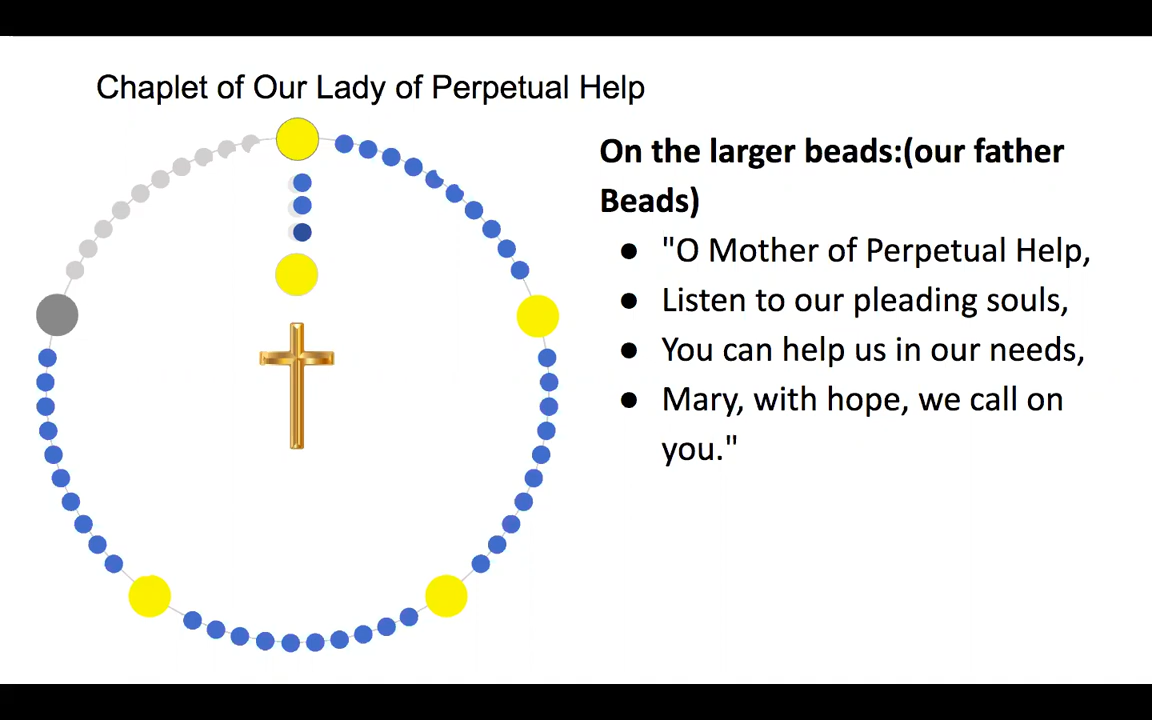 Chaplet of Our Lady of Perpetual Help
On the larger beads:(our father
Beads)
● "O Mother of Perpetual Help,
● Listen to our pleading souls,
● You can help us in our needs,
● Mary, with hope, we call on
you."